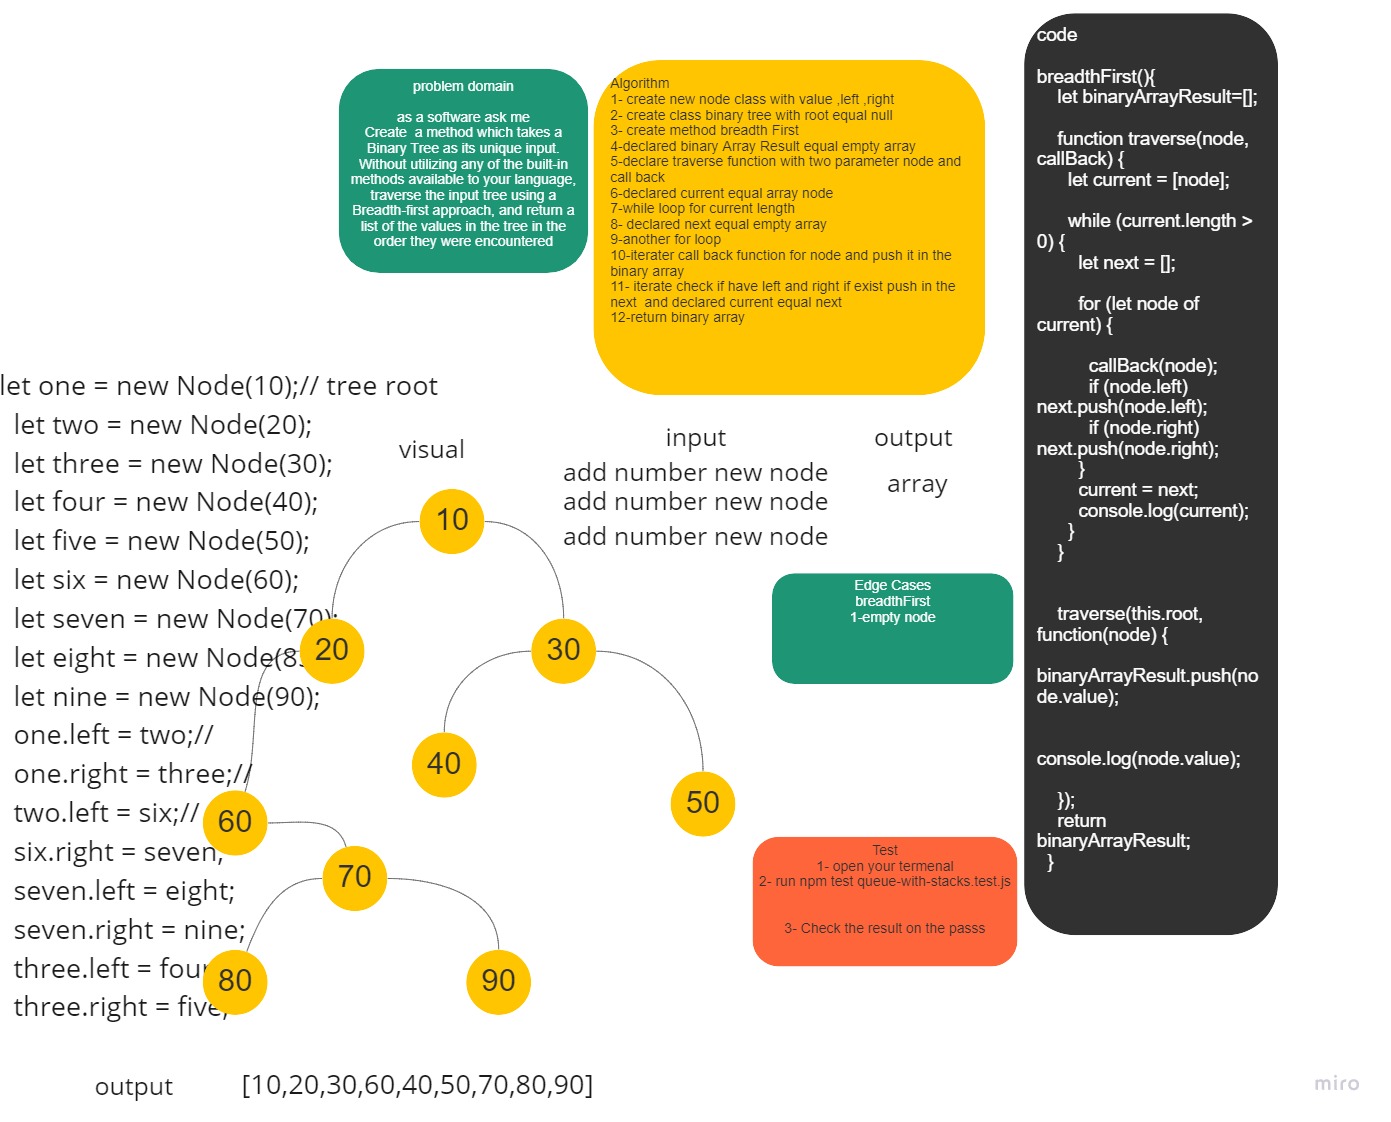 problem domain
as a software ask me
Create a method which takes a
Binary Tree as its unique input.
Without utilizing any of the built-in
methods available to your language,
traverse the input tree using a
Breadth-first approach, and return a
list of the values in the tree in the
order they were encountered
Algorithm
1- create new node class with value ,left ,right
2- create class binary tree with root equal null
3- create method breadth First
4-declared binary Array Result equal empty array
5-declare traverse function with two parameter node and
call back
6-declared current equal array node
7-while loop for current length
8- declared next equal empty array
9-another for loop
10-iterater call back function for node and push it in the
binary array
11- iterate check if have left and right if exist push in the
next and declared current equal next
12-return binary array
code
breadthFirst(){
let binaryArrayResult=[];
function traverse(node,
callBack) {
let current = [node];
while (current.length >
0) {
let next = [];
for (let node of
current) {
callBack(node);
if (node.left)
next.push(node.left);
if (node.right)
next.push(node.right);
}
current = next;
console.log(current);
}
}
traverse(this.root,
function(node) {
binaryArrayResult.push(no
de.value);
console.log(node.value);
});
return
binaryArrayResult;
}
let one = new Node(10);// tree root
let two = new Node(20);
let three = new Node(30);
let four = new Node(40);
let five = new Node(50);
let six = new Node(60);
let seven = new Node(70);
let eight = new
let nine = new Node(90);
one.left = two;//
one.right = three;//
two.left = six;//
six.right = seven;
seven.left = eight;
seven.right = nine;
three.left = four
three.right = five;
visual
10
20
30
40
50
60
70
80
90
input
add number new node
add number new node
add number new node
output
array
Edge Cases
breadthFirst
1-empty node
Test
1- open your termenal
2- run npm test queue-with-stacks.test.js
3- Check the result on the passs
output
[10,20,30,60,40,50,70,80,90]
miro